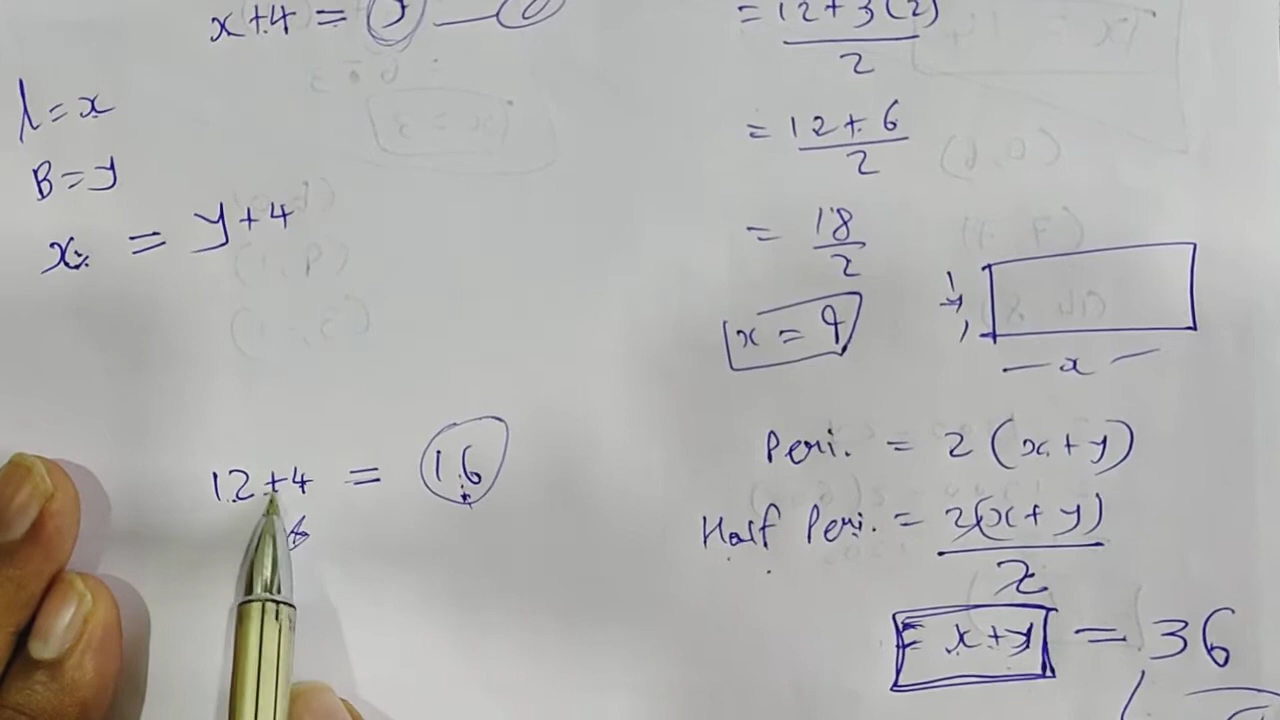 x+4 = y
l = x
B = y
x = y+4
12+4 = 16
= 12+3(2)
2
= 12+6
2
= 18
2
x = 9
y
x
Peri. = 2(x+y)
Half Peri. = 2(x+y)
2
= x+y = 36